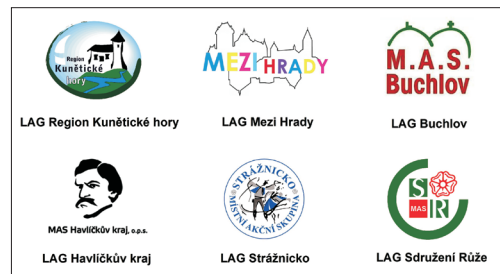 Region
Kunětické
hory
LAG Region Kunětické hory
MEZI HRADY
LAG Mezi Hrady
M.A.S.
Buchlov
LAG Buchlov
MAS Havlíčkův kraj, o.p.s.
LAG Havlíčkův kraj
STRÁŽNICKO
MÍSTNÍ AKČNÍ SKUPINA
LAG Strážnicko
S
MAS
R
LAG Sdružení Růže